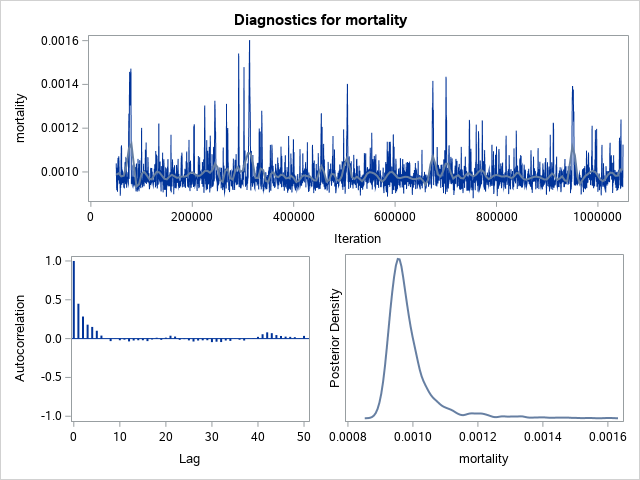 Diagnostics for mortality
mortality
0.0016
0.0014
0.0012
0.0010
0 200000 400000 600000 800000 1000000
Iteration
Autocorrelation
1.0
0.5
0.0
-0.5
-1.0
0 10 20 30 40 50
Lag
Posterior Density
0.0008 0.0010 0.0012 0.0014 0.0016
mortality